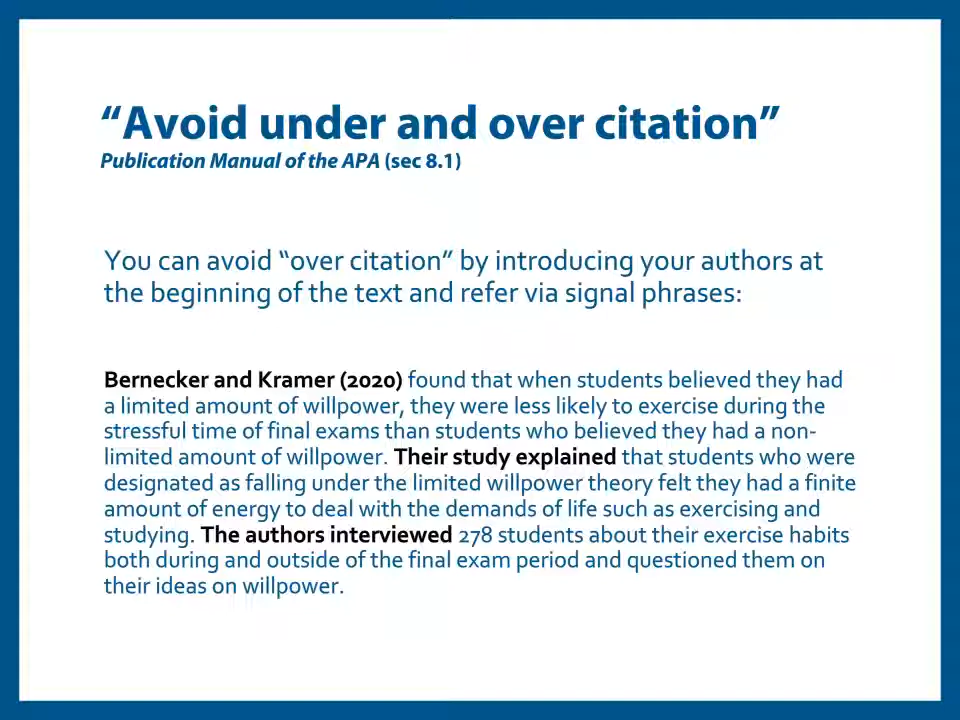 “Avoid under and over citation”
Publication Manual of the APA (sec 8.1)
You can avoid “over citation” by introducing your authors at
the beginning of the text and refer via signal phrases:
Bernecker and Kramer (2020) found that when students believed they had
a limited amount of willpower, they were less likely to exercise during the
stressful time of final exams than students who believed they had a non-
limited amount of willpower. Their study explained that students who were
designated as falling under the limited willpower theory felt they had a finite
amount of energy to deal with the demands of life such as exercising and
studying. The authors interviewed 278 students about their exercise habits
both during and outside of the final exam period and questioned them on
their ideas on willpower.